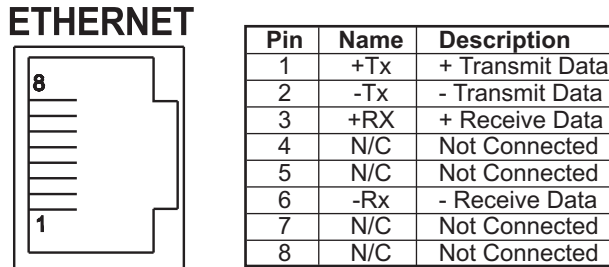 ETHERNET
8
1
Pin Name Description
1 +Tx + Transmit Data
2 -Tx - Transmit Data
3 +RX + Receive Data
4 N/C Not Connected
5 N/C Not Connected
6 -Rx - Receive Data
7 N/C Not Connected
8 N/C Not Connected